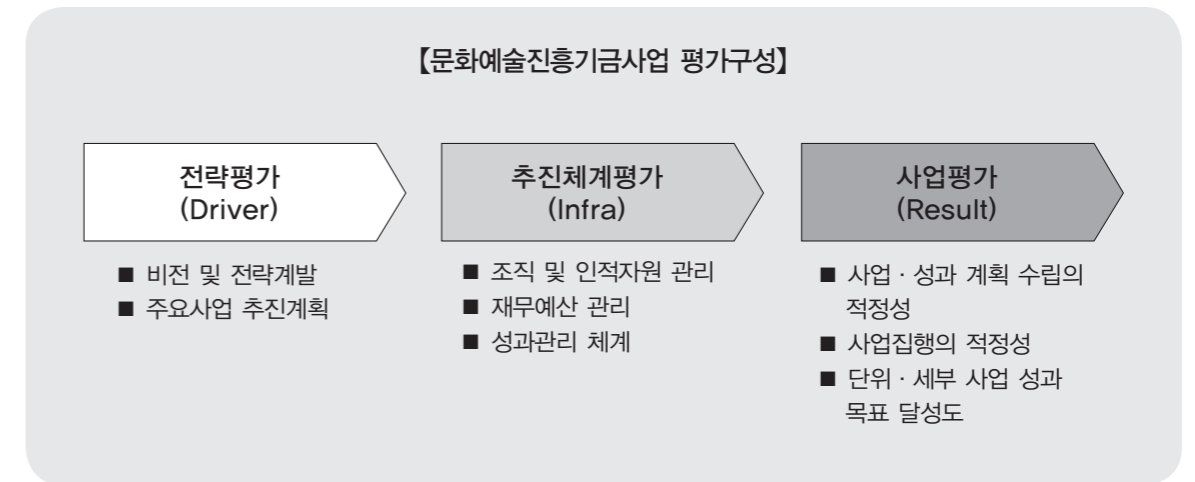 【문화예술진흥기금사업 평가구성】
전략평가
(Driver)
■ 비전 및 전략계발
■ 주요사업 추진계획
추진체계평가
(Infra)
■ 조직 및 인적자원 관리
■ 재무예산 관리
■ 성과관리 체계
사업평가
(Result)
■ 사업 · 성과 계획 수립의
적정성
■ 사업집행의 적정성
■ 단위 · 세부 사업 성과
목표 달성도